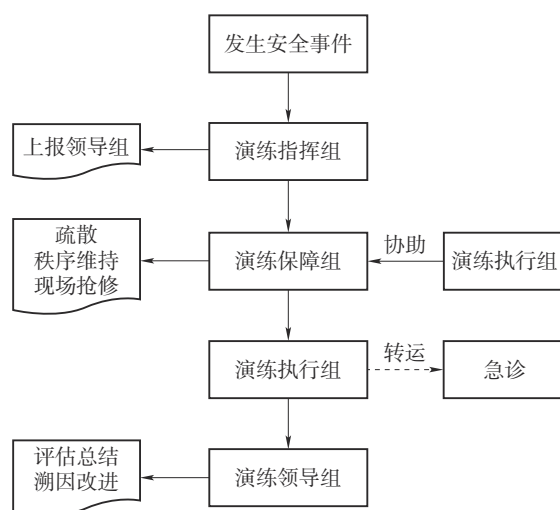 发生安全事件
上报领导组
演练指挥组
疏散
秩序维持
现场抢修
演练保障组
协助
演练执行组
演练执行组
转运
急诊
评估总结
溯因改进
演练领导组